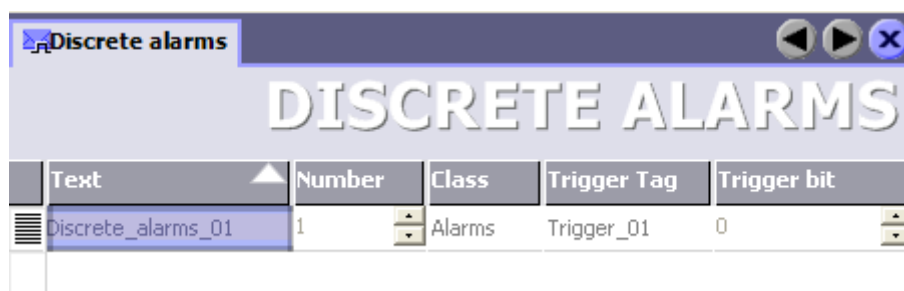 Discrete alarms
DISCRETE ALARMS
Text Number Class Trigger Tag Trigger bit
Discrete_alarms_01 1 Alarms Trigger_01 0